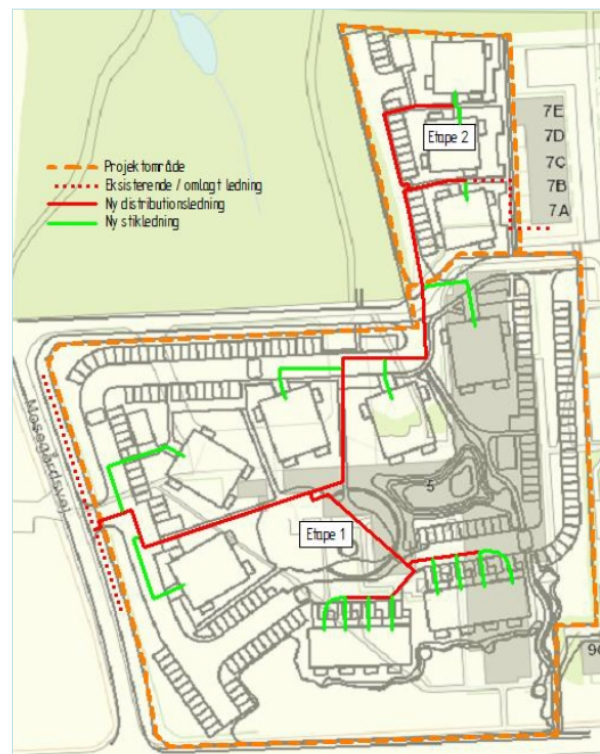 Etape 2
7E
7D
7C
7B
7A
Projektområde
Eksisterende / omlagt ledning
Ny distributionsledning
Ny stikledning
Mosegårdsvej
5
Etape 1